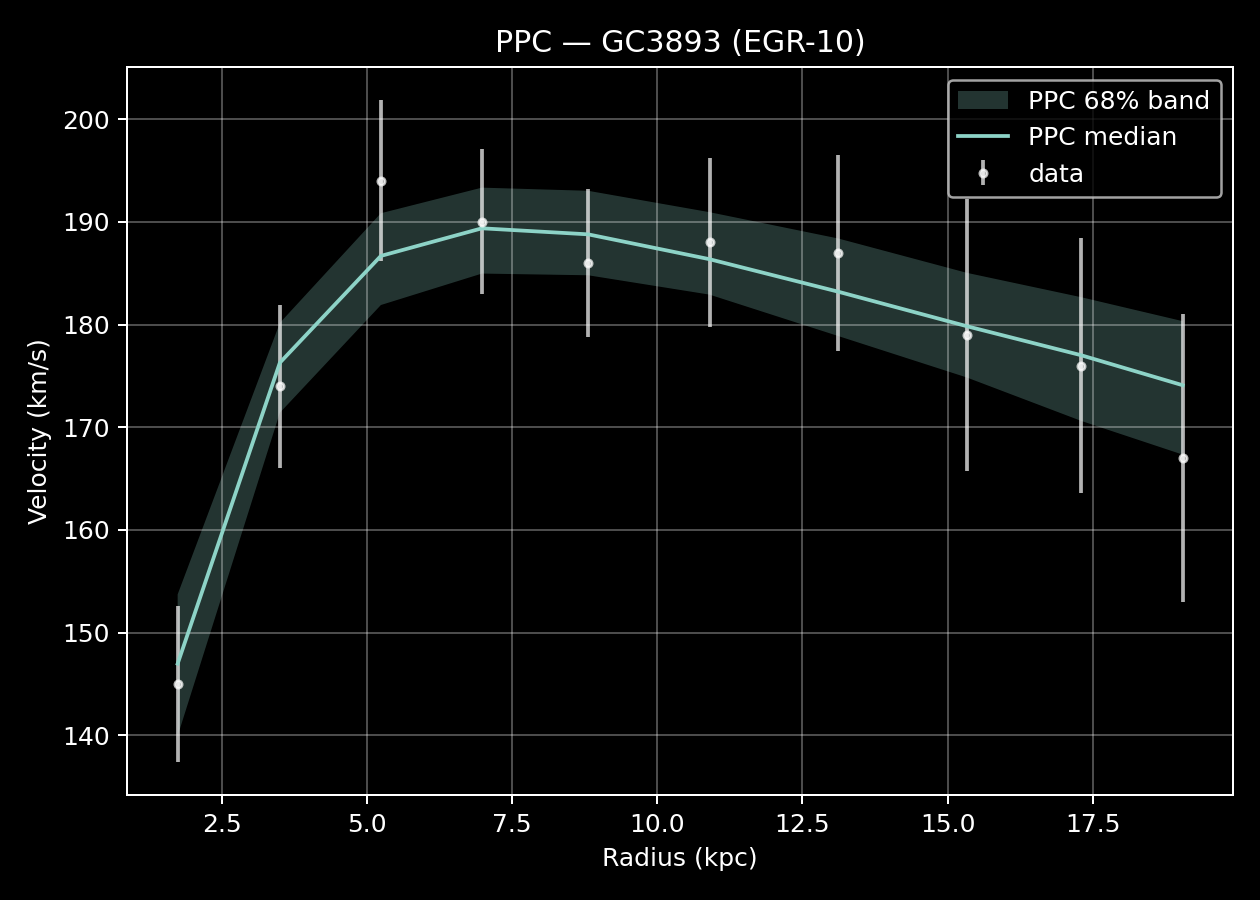 PPC — GC3893 (EGR-10)
PPC 68% band
PPC median
data
200
190
180
170
160
150
140
Velocity (km/s)
2.5 5.0 7.5 10.0 12.5 15.0 17.5
Radius (kpc)